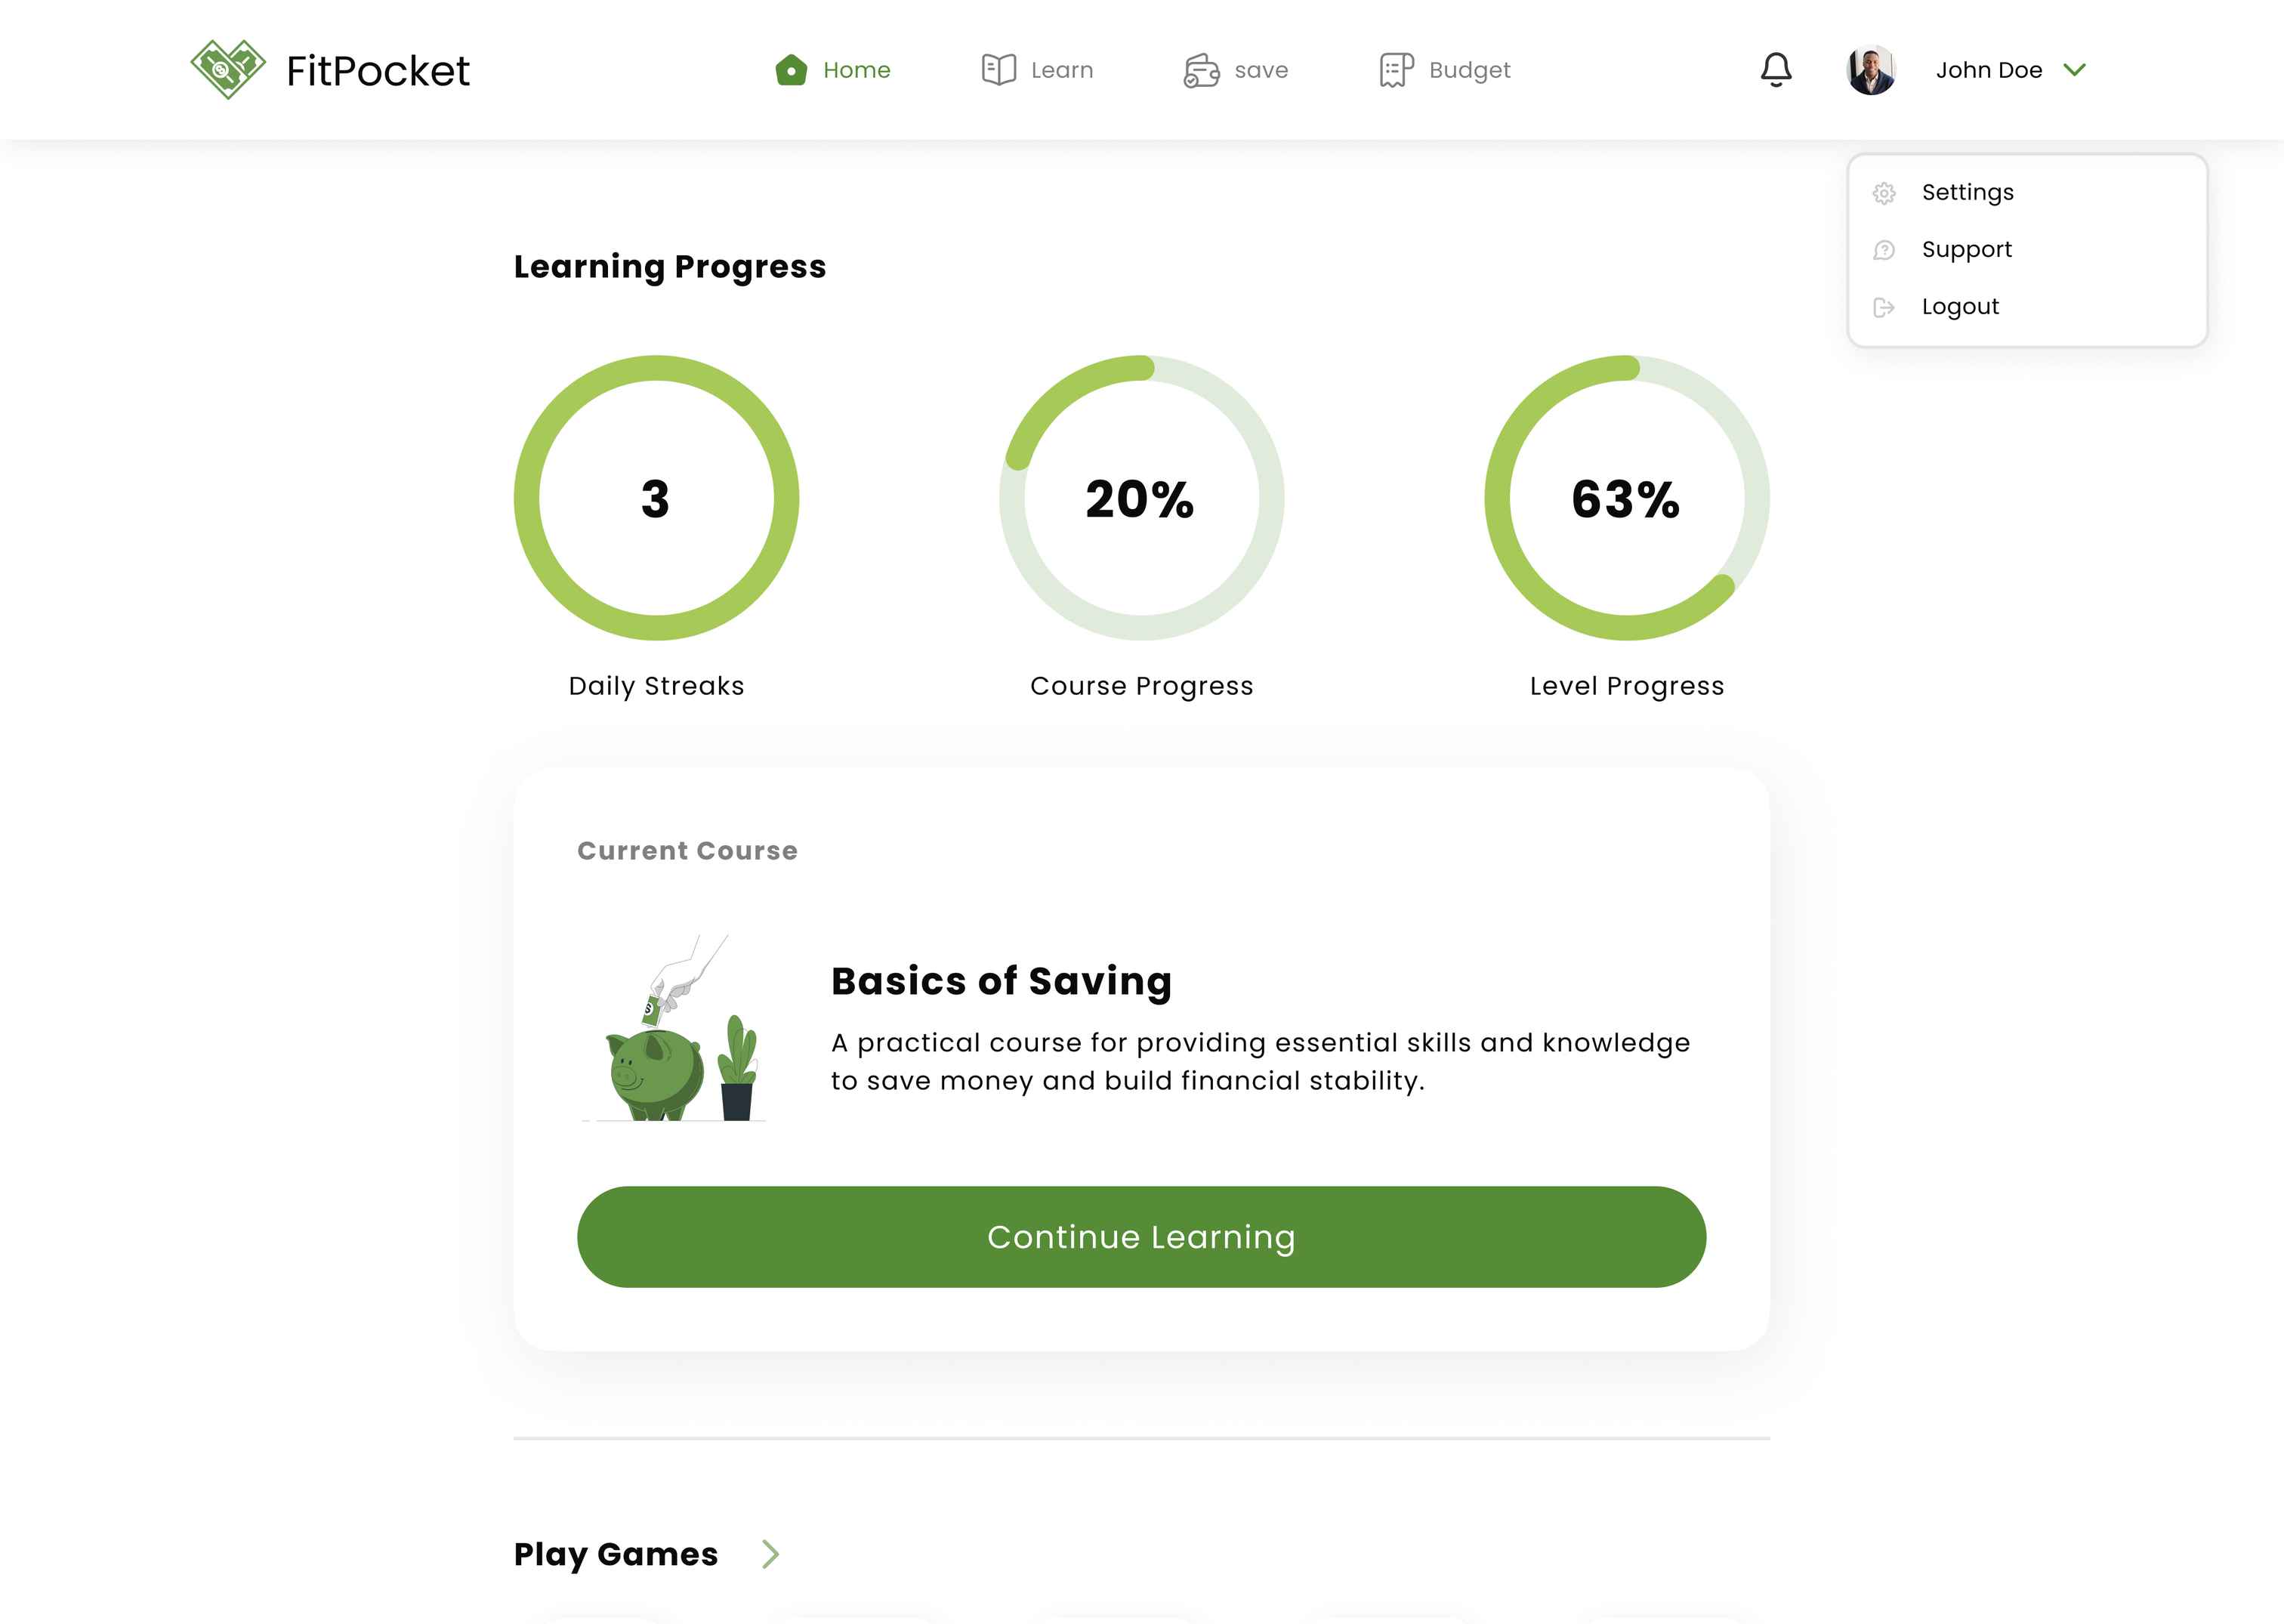 FitPocket
Home
Learn
save
Budget
John Doe
Settings
Support
Logout
Learning Progress
3
20%
63%
Daily Streaks
Course Progress
Level Progress
Current Course
Basics of Saving
A practical course for providing essential skills and knowledge
to save money and build financial stability.
Continue Learning
Play Games